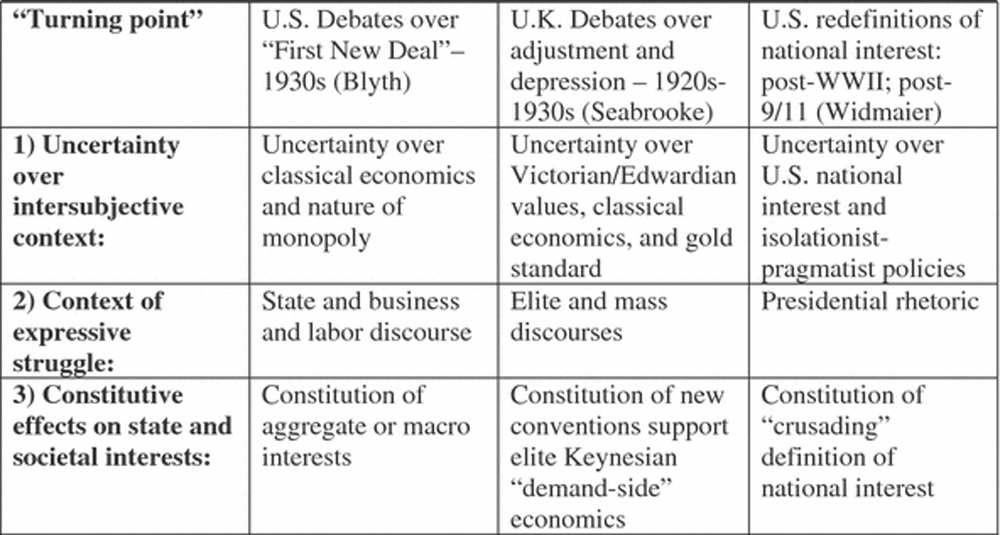 “Turning point”
U.S. Debates over
“First New Deal”–
1930s (Blyth)
U.K. Debates over
adjustment and
depression – 1920s-
1930s (Seabrooke)
U.S. redefinitions of
national interest:
post-WWII; post-
9/11 (Widmaier)
1) Uncertainty
over
intersubjective
context:
Uncertainty over
classical economics
and nature of
monopoly
Uncertainty over
Victorian/Edwardian
values, classical
economics, and gold
standard
Uncertainty over
U.S. national
interest and
isolationist-
pragmatist policies
2) Context of
expressive
struggle:
State and business
and labor discourse
Elite and mass
discourses
Presidential rhetoric
3) Constitutive
effects on state and
societal interests:
Constitution of
aggregate or macro
interests
Constitution of new
conventions support
elite Keynesian
“demand-side”
economics
Constitution of
“crusading”
definition of
national interest